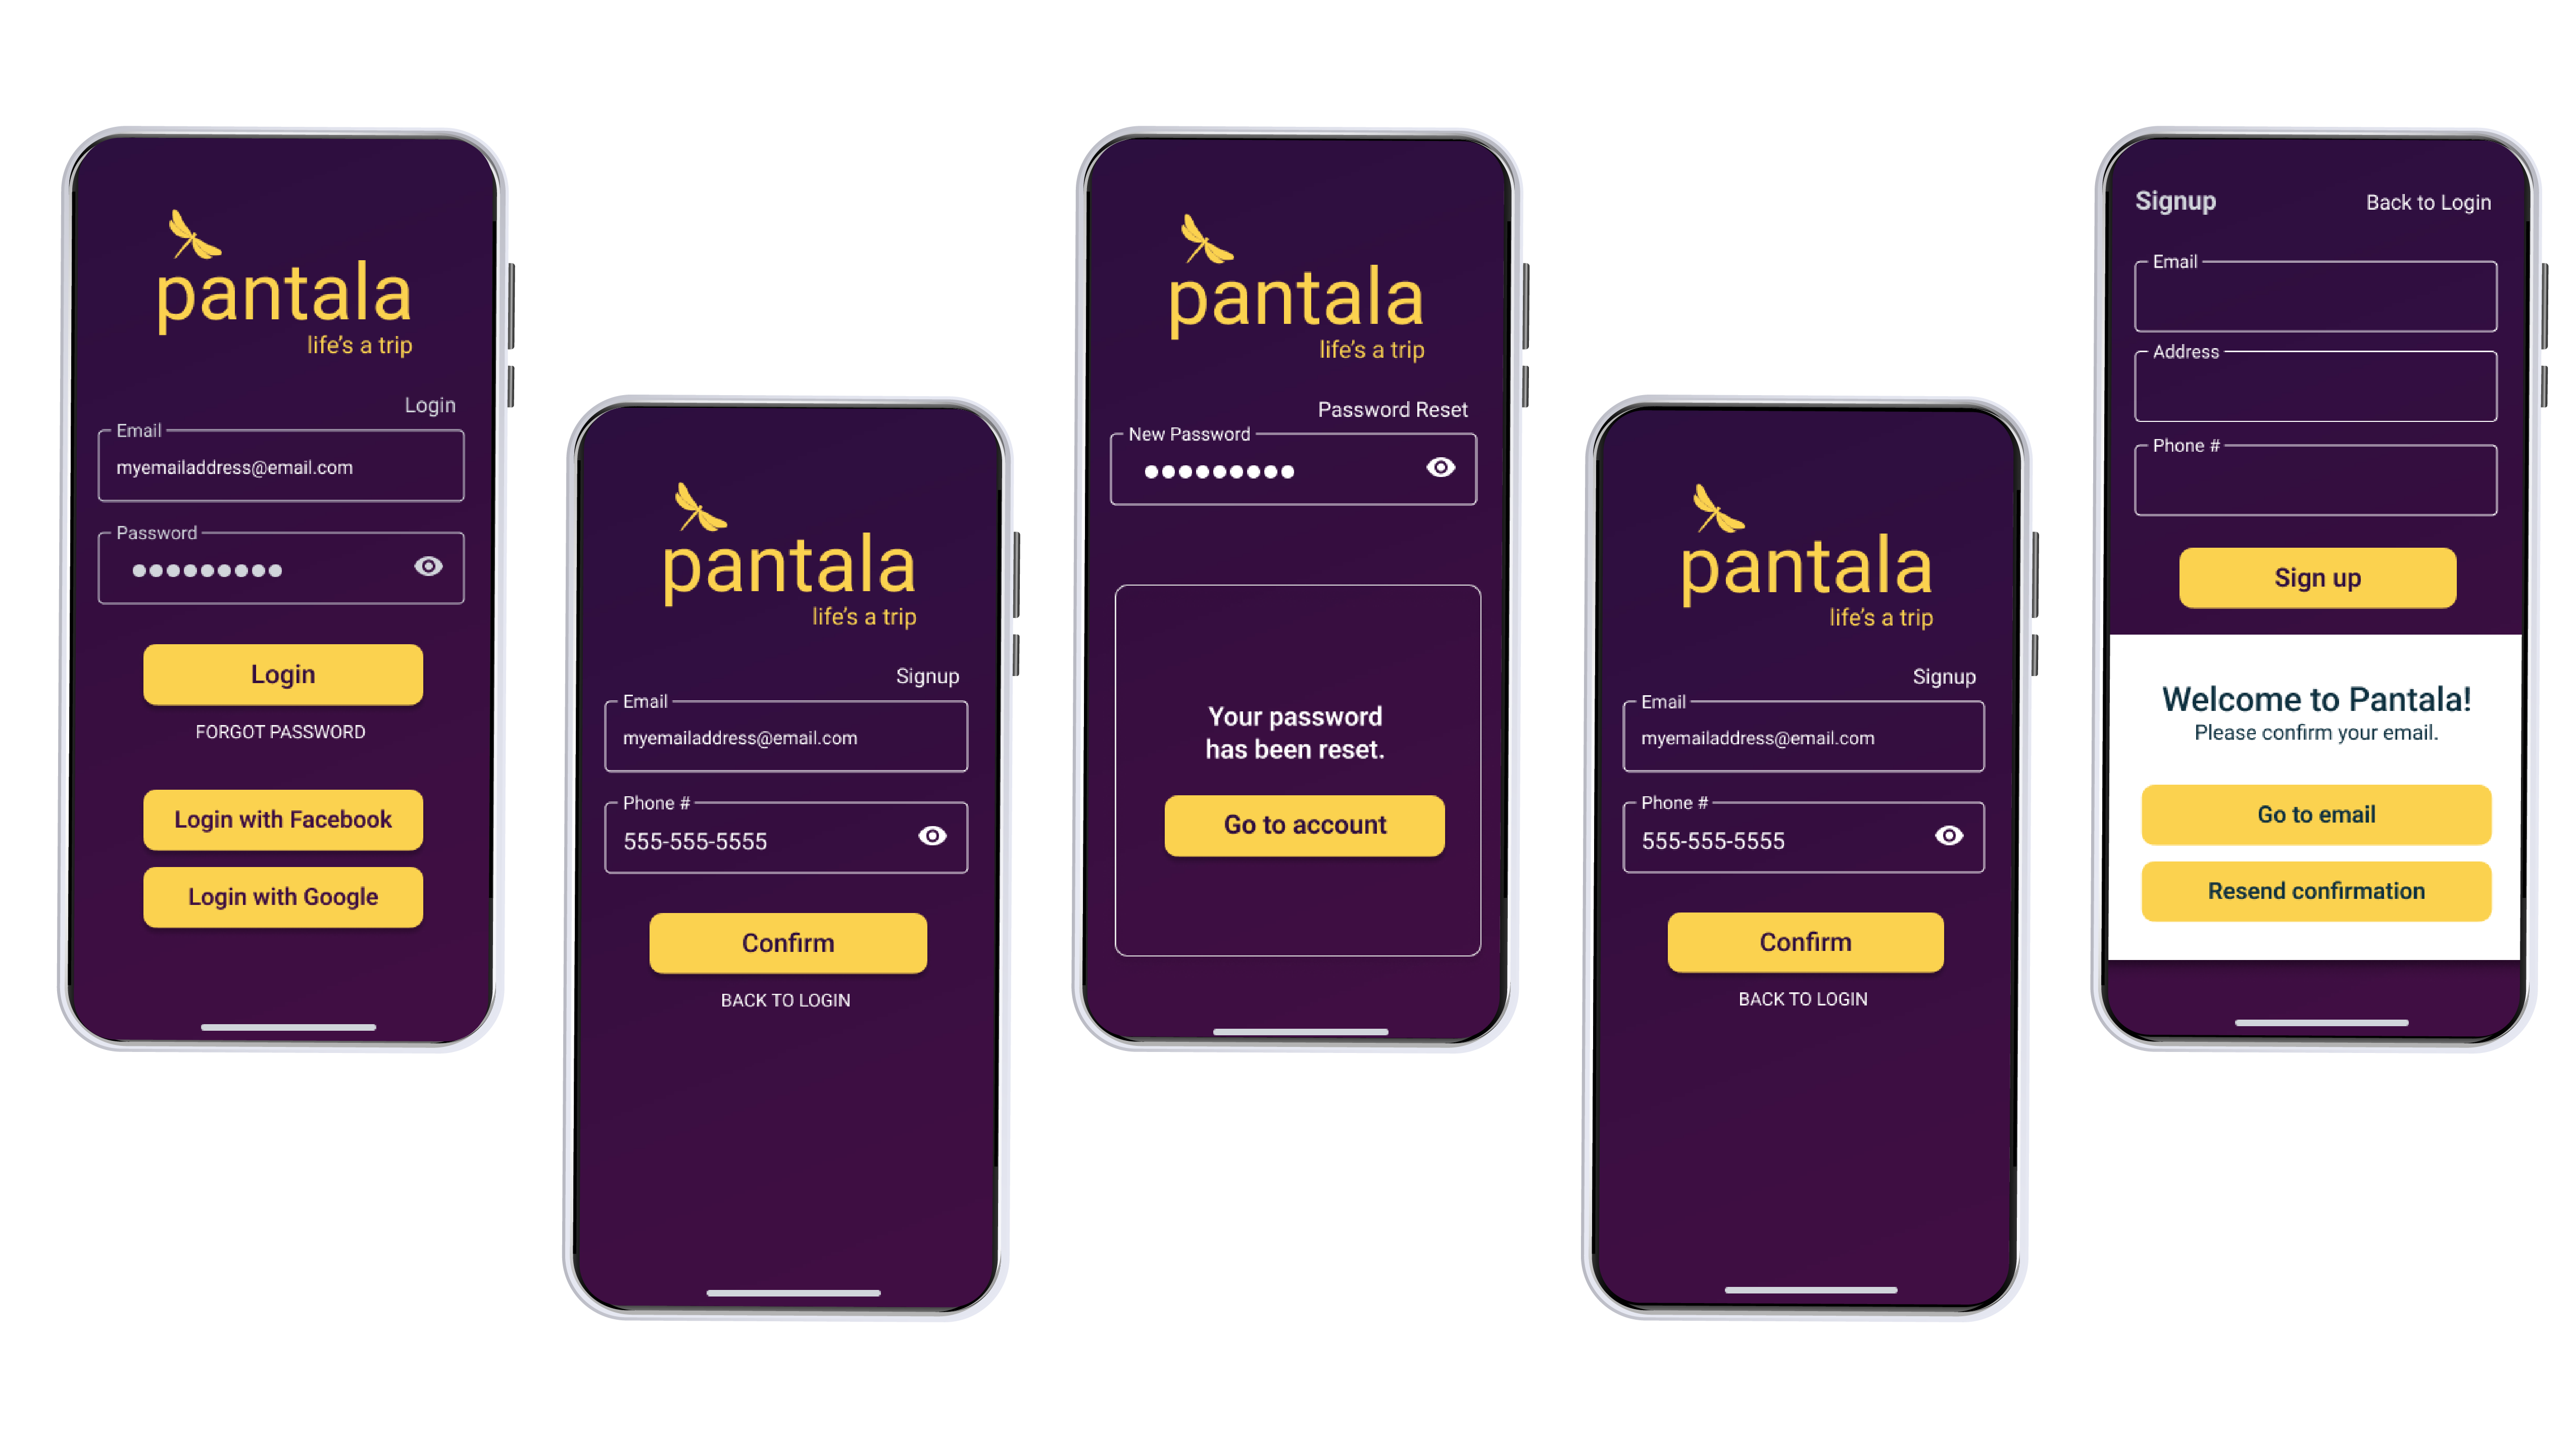 pantala
life's a trip
Login
Email
myemailaddress@email.com
Password
Login
FORGOT PASSWORD
Login with Facebook
Login with Google
pantala
life's a trip
Signup
Email
myemailaddress@email.com
Phone #
555-555-5555
Confirm
BACK TO LOGIN
pantala
life's a trip
Password Reset
New Password
Your password
has been reset.
Go to account
pantala
life's a trip
Signup
Email
myemailaddress@email.com
Phone #
555-555-5555
Confirm
BACK TO LOGIN
Signup Back to Login
Email
Address
Phone #
Sign up
Welcome to Pantala!
Please confirm your email.
Go to email
Resend confirmation